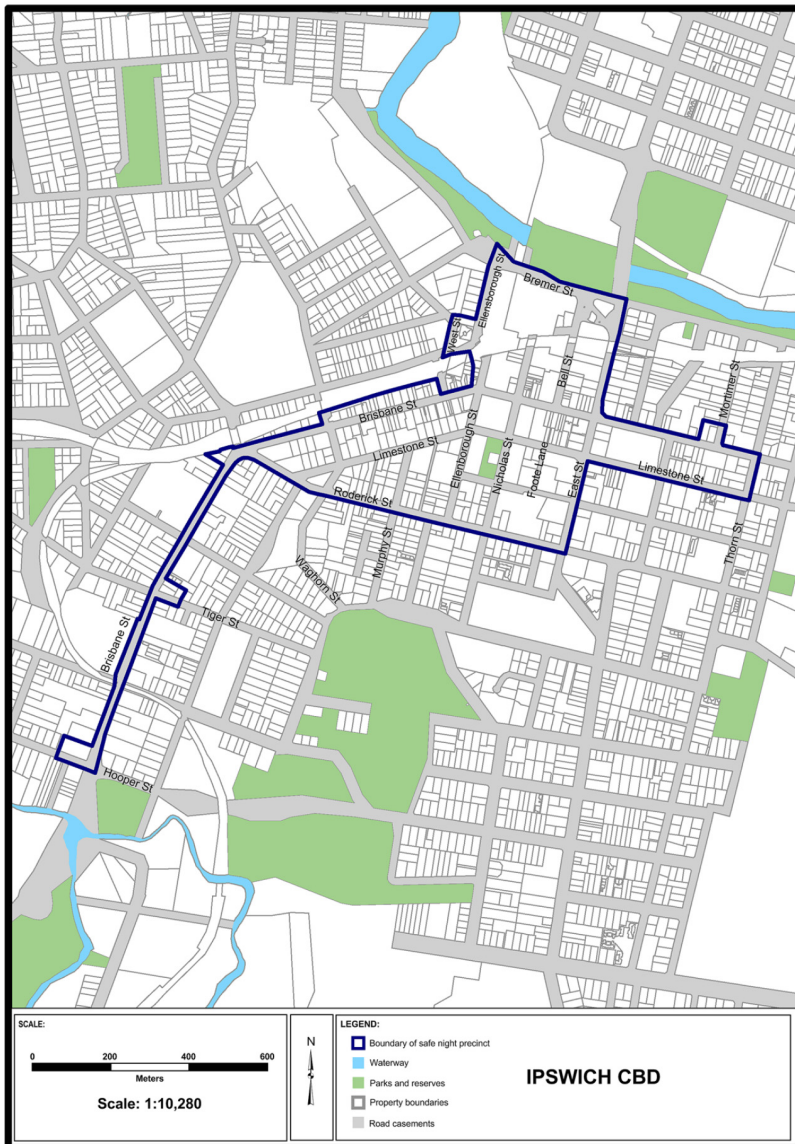 Ellensborough St
Bremer St
West St
Bell St
Mortimer St
Brisbane St
Limestone St
Ellenborough St
Nicholas St
Foote Lane
East St
Limestone St
Roderick St
Murphy St
Thorn St
Waghorn St
Tiger St
Brisbane St
Hooper St
SCALE:
0 200 400 600
Meters
Scale: 1:10,280
N
LEGEND:
Boundary of safe night precinct
Waterway
Parks and reserves
Property boundaries
Road casements
IPSWICH CBD